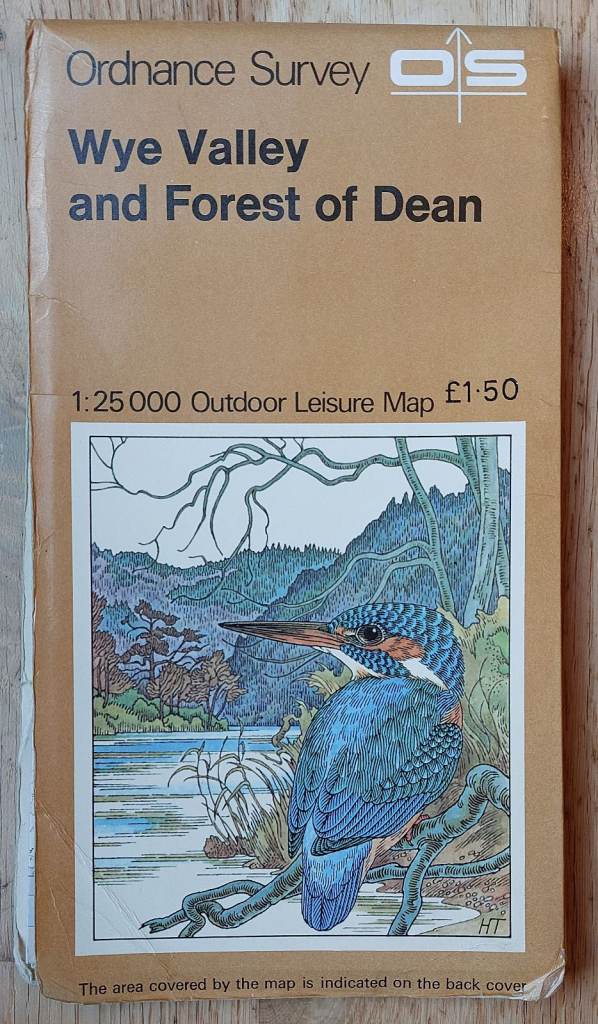 Ordnance Survey OS
Wye Valley
and Forest of Dean
1:25 000 Outdoor Leisure Map £1·50
HT
The area covered by the map is indicated on the back cover